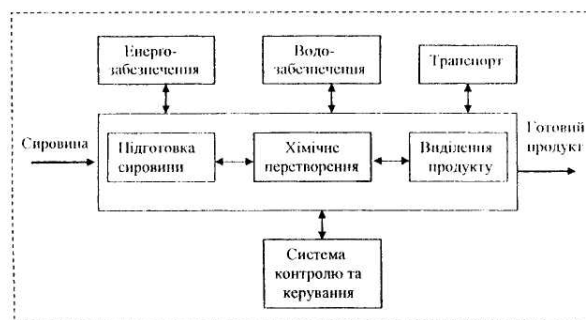 Енерго-
забезпечення
Водо-
забезпечення
Транспорт
Сировина
Підготовка
сировини
Хімічне
перетворення
Виділення
продукту
Готовий
продукт
Система
контролю та
керування